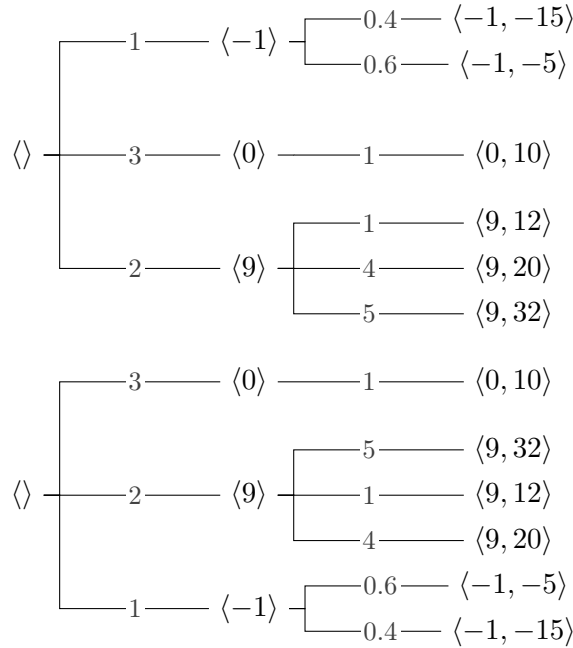 0.4 ⟨−1, −15⟩
1 ⟨−1⟩
0.6 ⟨−1, −5⟩
⟨⟩ 3 ⟨0⟩ 1 ⟨0, 10⟩
1 ⟨9, 12⟩
2 ⟨9⟩ 4 ⟨9, 20⟩
5 ⟨9, 32⟩
3 ⟨0⟩ 1 ⟨0, 10⟩
5 ⟨9, 32⟩
⟨⟩ 2 ⟨9⟩ 1 ⟨9, 12⟩
4 ⟨9, 20⟩
0.6 ⟨−1, −5⟩
1 ⟨−1⟩
0.4 ⟨−1, −15⟩